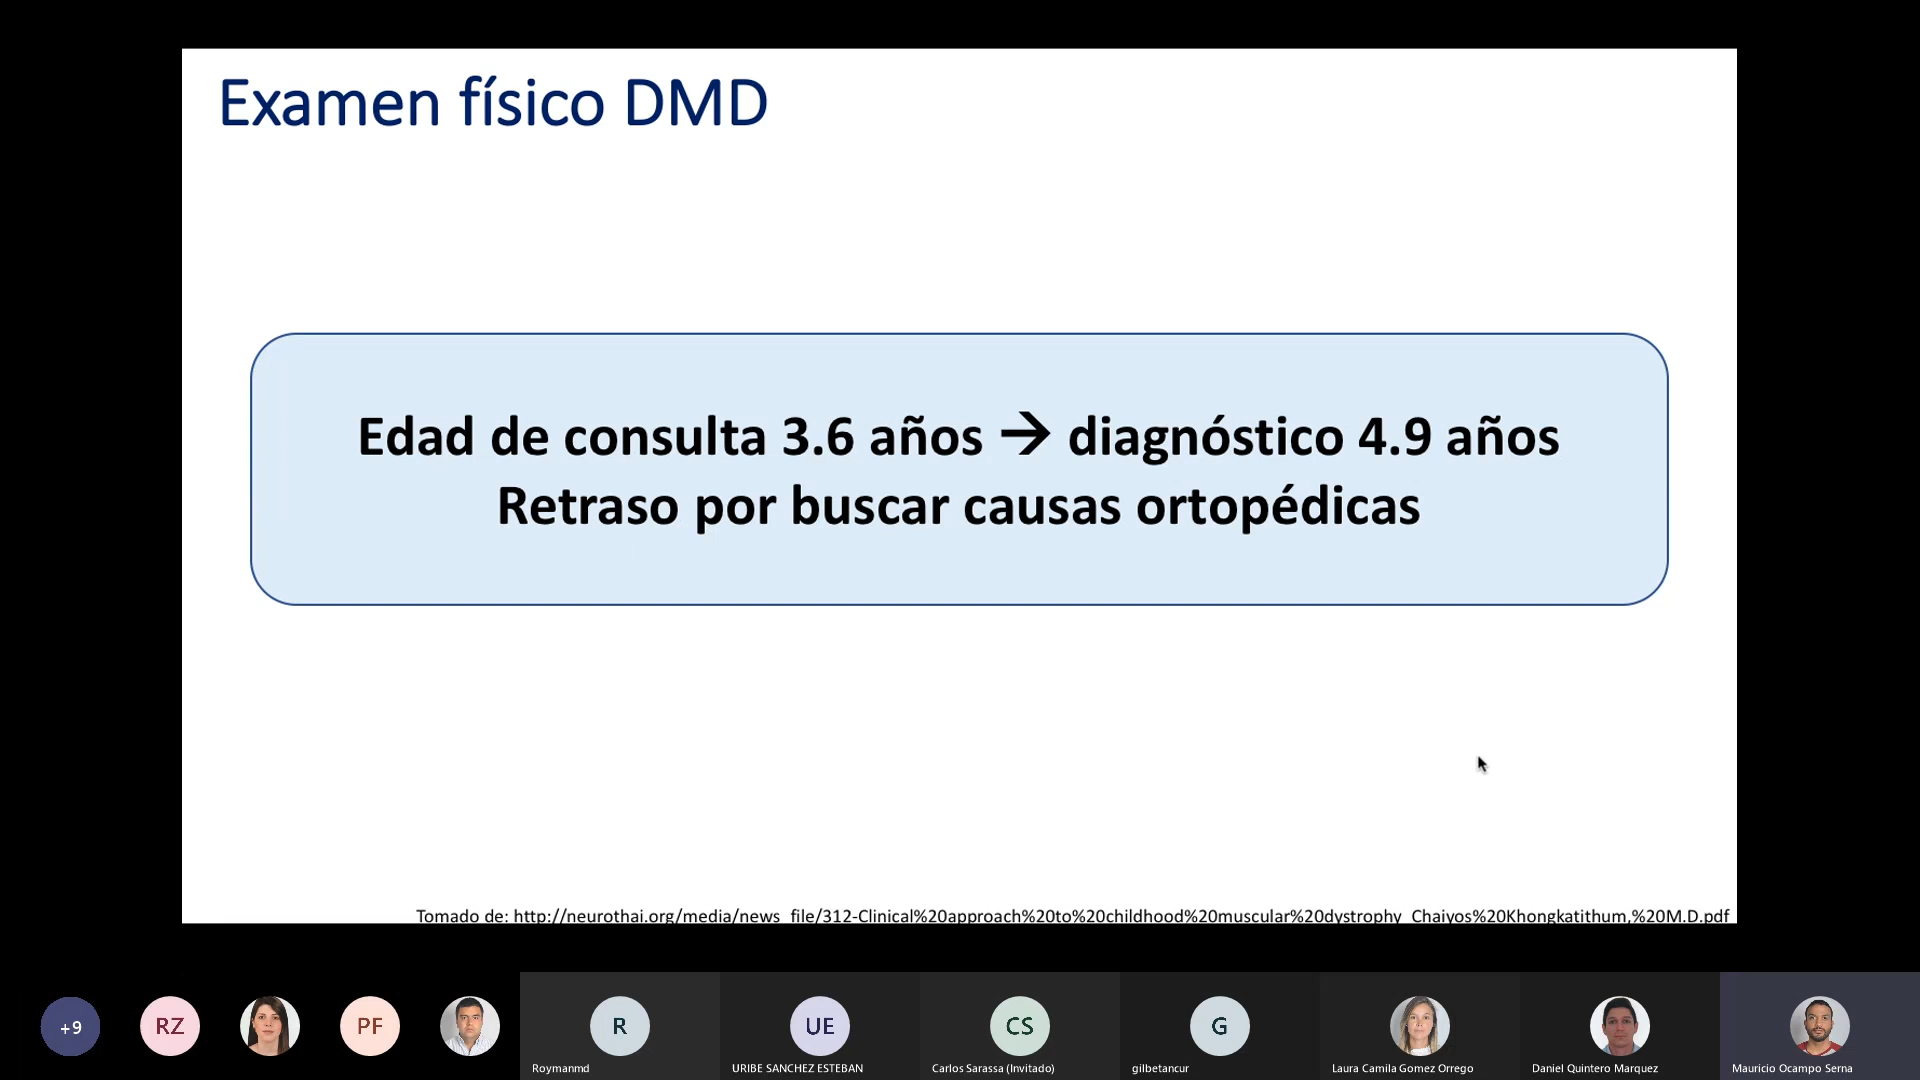 Examen físico DMD
Edad de consulta 3.6 años → diagnóstico 4.9 años
Retraso por buscar causas ortopédicas
Tomado de: http://neurothai.org/media/news_file/312-Clinical%20approach%20to%20childhood%20muscular%20dystrophy_Chaiyos%20Khongkatithum,%20M.D.pdf
+9
RZ
PF
R
UE
CS
G
Roymanmd
URIBE SANCHEZ ESTEBAN
Carlos Sarassa (Invitado)
gilbetancur
Laura Camila Gomez Orrego
Daniel Quintero Marquez
Mauricio Ocampo Serna